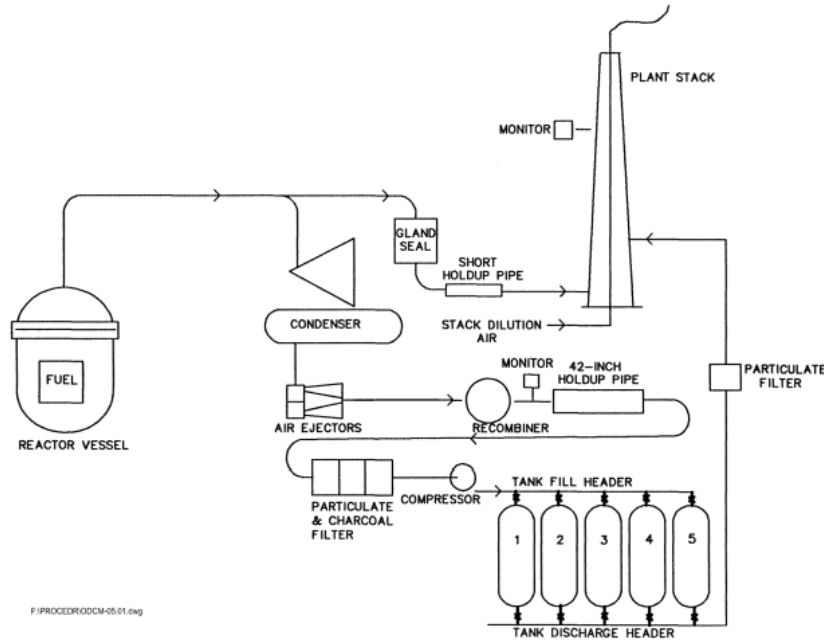 PLANT STACK
MONITOR
GLAND
SEAL
SHORT
HOLDUP PIPE
CONDENSER
STACK DILUTION
AIR
MONITOR
42-INCH
HOLDUP PIPE
PARTICULATE
FILTER
FUEL
REACTOR VESSEL
AIR EJECTORS
RECOMBINER
PARTICULATE
& CHARCOAL
FILTER
COMPRESSOR
TANK FILL HEADER
1 2 3 4 5
TANK DISCHARGE HEADER
F:\PROCEDR\ODCM-05.01.dwg